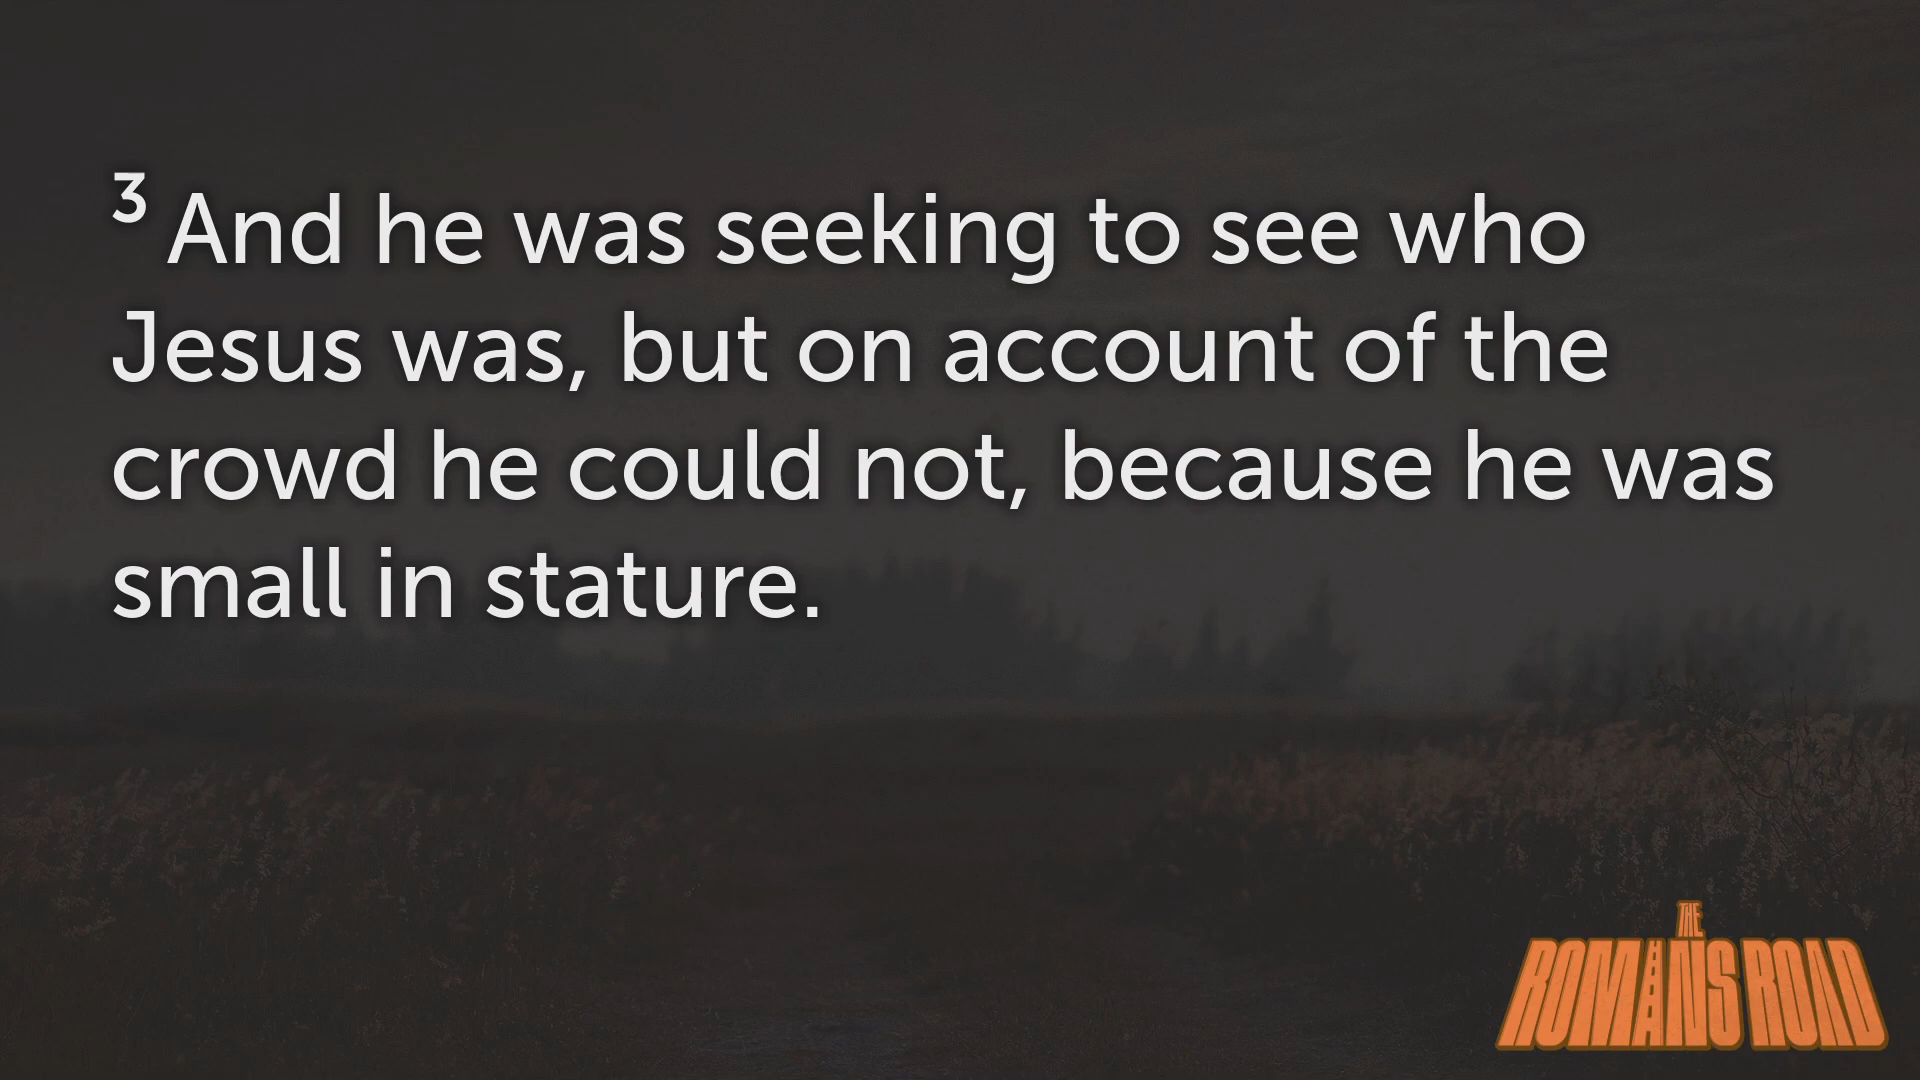 3 And he was seeking to see who
Jesus was, but on account of the
crowd he could not, because he was
small in stature.
THE
ROMANS ROAD